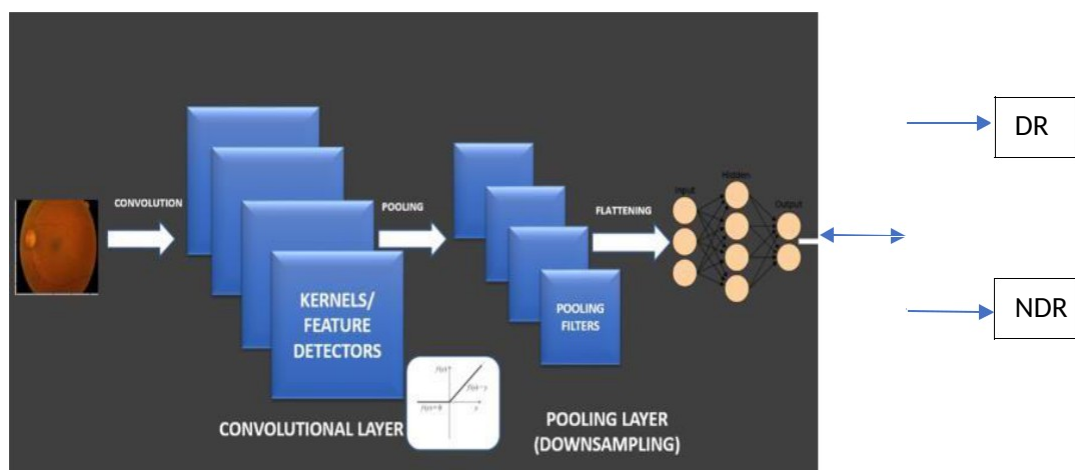 CONVOLUTION
KERNELS/
FEATURE
DETECTORS
CONVOLUTIONAL LAYER
POOLING
POOLING
FILTERS
POOLING LAYER
(DOWNSAMPLING)
FLATTENING
Input
Hidden
Output
DR
NDR